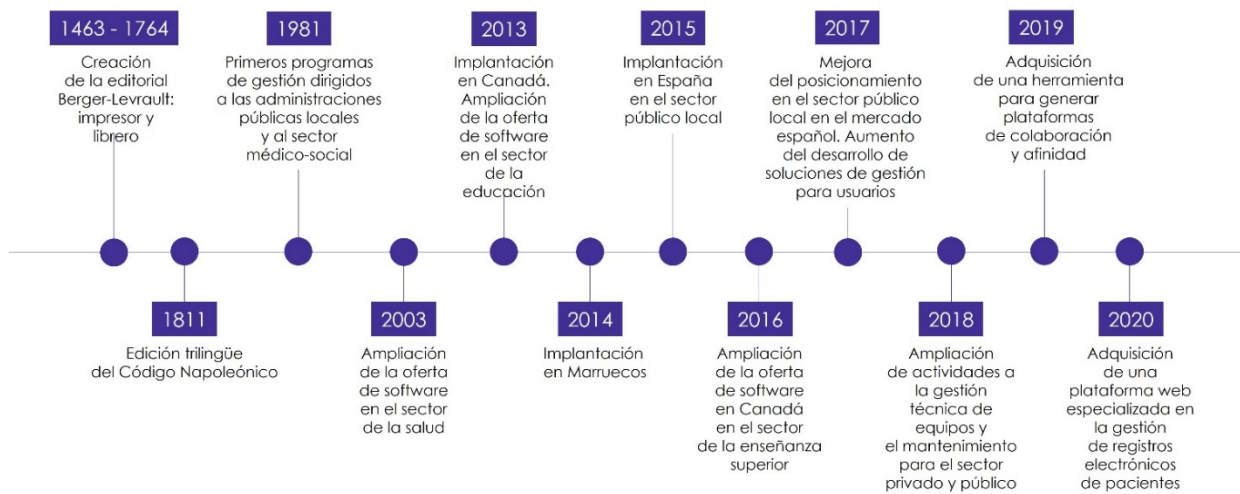 1463 - 1764
Creación
de la editorial
Berger-Levrault:
impresor y
librero
1811
Edición trilingüe
del Código Napoleónico
1981
Primeros programas
de gestión dirigidos
a las administraciones
públicas locales
y al sector
médico-social
2003
Ampliación
de la oferta
de software
en el sector
de la salud
2013
Implantación
en Canadá.
Ampliación
de la oferta
de software
en el sector
de la
educación
2014
Implantación
en Marruecos
2015
Implantación
en España
en el sector
público local
2016
Ampliación
de la oferta
de software
en Canadá
en el sector
de la enseñanza
superior
2017
Mejora
del posicionamiento
en el sector público
local en el mercado
español. Aumento
del desarrollo de
soluciones de gestión
para usuarios
2018
Ampliación
de actividades a
la gestión
técnica de
equipos y
el mantenimiento
para el sector
privado y público
2019
Adquisición
de una herramienta
para generar
plataformas
de colaboración
y afinidad
2020
Adquisición
de una
plataforma web
especializada en
la gestión
de registros
electrónicos
de pacientes